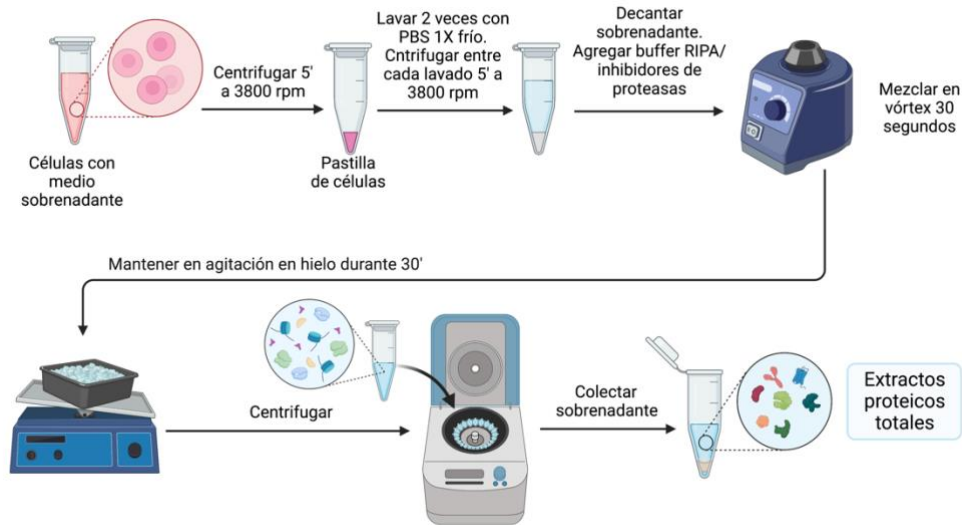 Células con
medio
sobrenadante
Centrifugar 5'
a 3800 rpm
Pastilla
de células
Lavar 2 veces con
PBS 1X frío.
Cntrifugar entre
cada lavado 5' a
3800 rpm
Decantar
sobrenadante.
Agregar buffer RIPA/
inhibidores de
proteasas
Mezclar en
vórtex 30
segundos
Mantener en agitación en hielo durante 30'
Centrifugar
Colectar
sobrenadante
Extractos
proteicos
totales